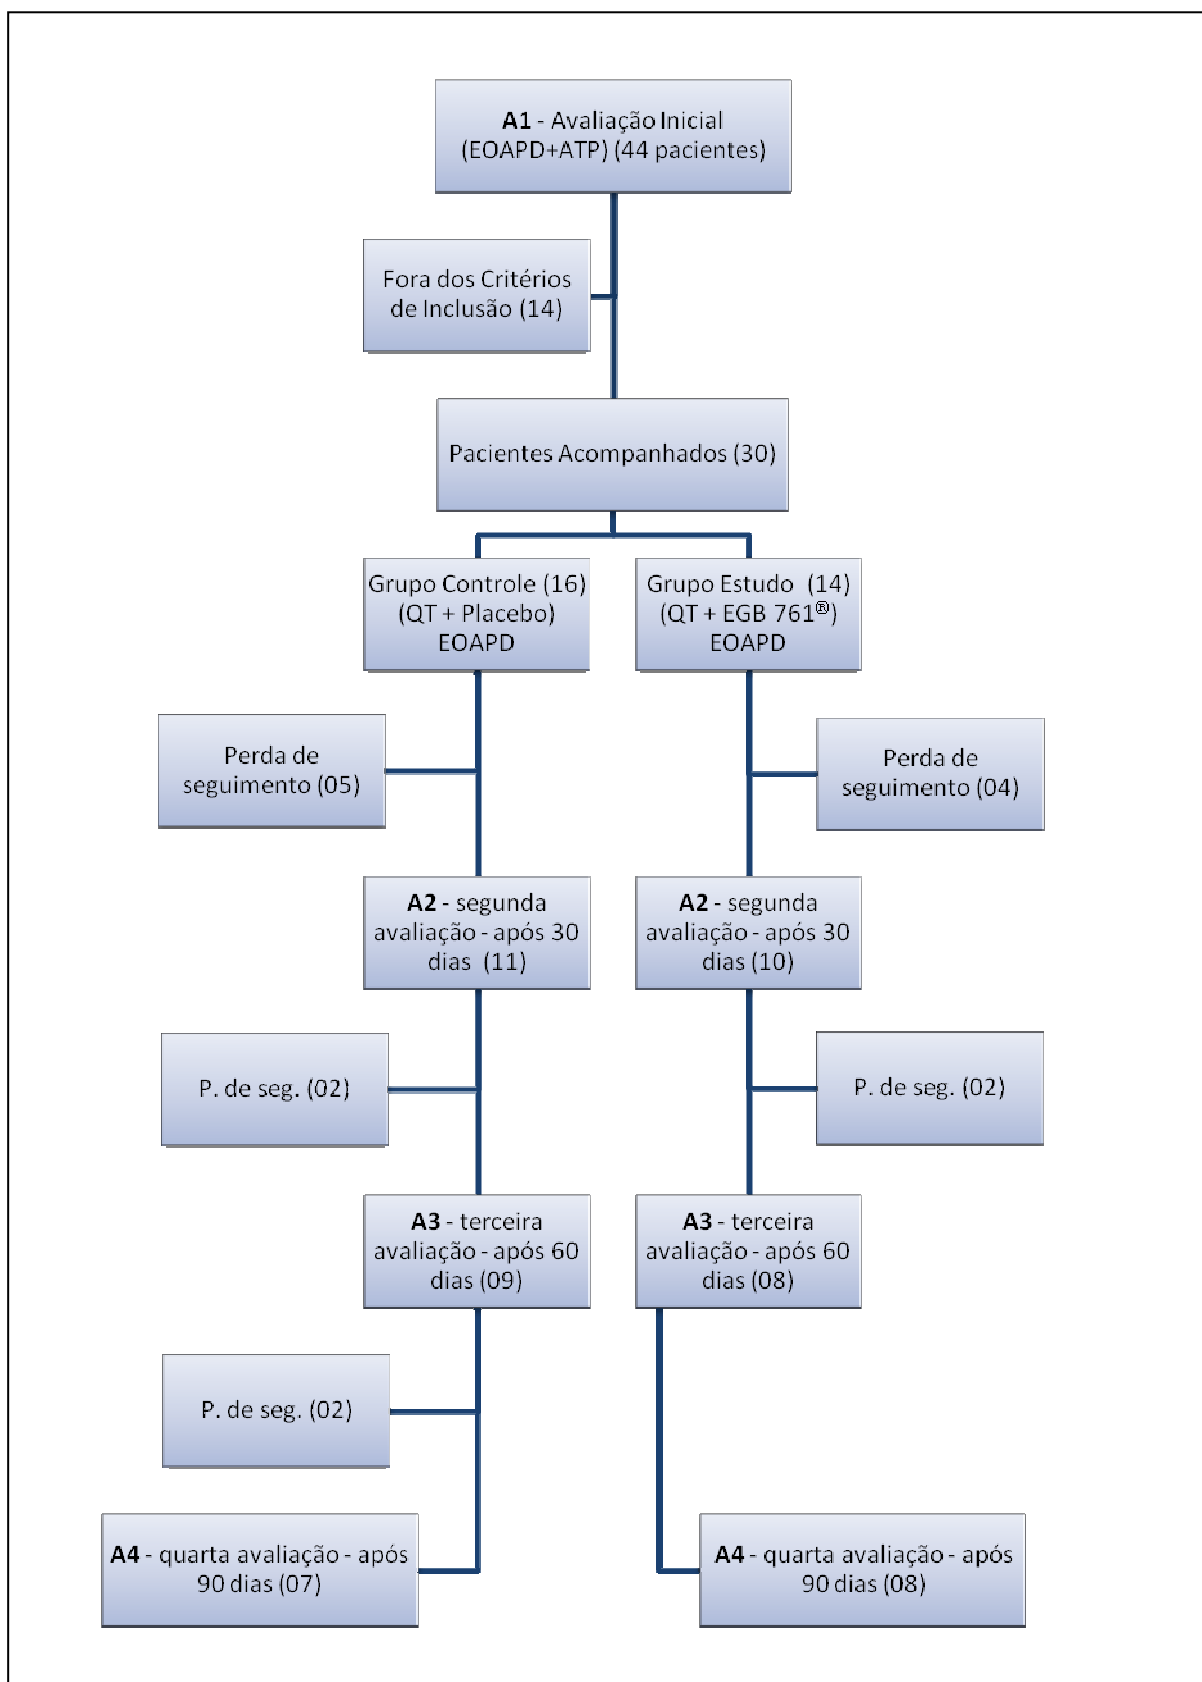 A1 - Avaliação Inicial
(EOAPD+ATP) (44 pacientes)
Fora dos Critérios
de Inclusão (14)
Pacientes Acompanhados (30)
Grupo Controle (16)
(QT + Placebo)
EOAPD
Grupo Estudo (14)
(QT + EGB 761®)
EOAPD
Perda de
seguimento (05)
Perda de
seguimento (04)
A2 - segunda
avaliação - após 30
dias (11)
A2 - segunda
avaliação - após 30
dias (10)
P. de seg. (02)
P. de seg. (02)
A3 - terceira
avaliação - após 60
dias (09)
A3 - terceira
avaliação - após 60
dias (08)
P. de seg. (02)
A4 - quarta avaliação - após
90 dias (07)
A4 - quarta avaliação - após
90 dias (08)